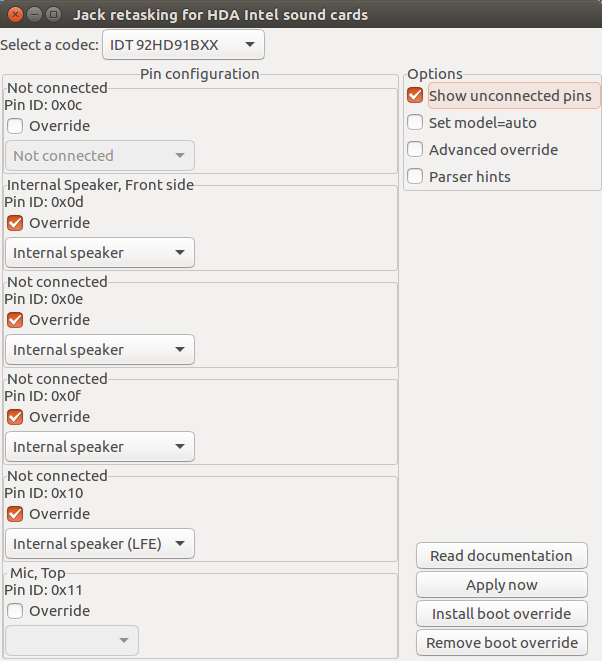 Jack retasking for HDA Intel sound cards
Select a codec: IDT 92HD91BXX
Pin configuration
Not connected
Pin ID: 0x0c
Override
Not connected
Internal Speaker, Front side
Pin ID: 0x0d
Override
Internal speaker
Not connected
Pin ID: 0x0e
Override
Internal speaker
Not connected
Pin ID: 0x0f
Override
Internal speaker
Not connected
Pin ID: 0x10
Override
Internal speaker (LFE)
Mic, Top
Pin ID: 0x11
Override
Options
Show unconnected pins
Set model=auto
Advanced override
Parser hints
Read documentation
Apply now
Install boot override
Remove boot override